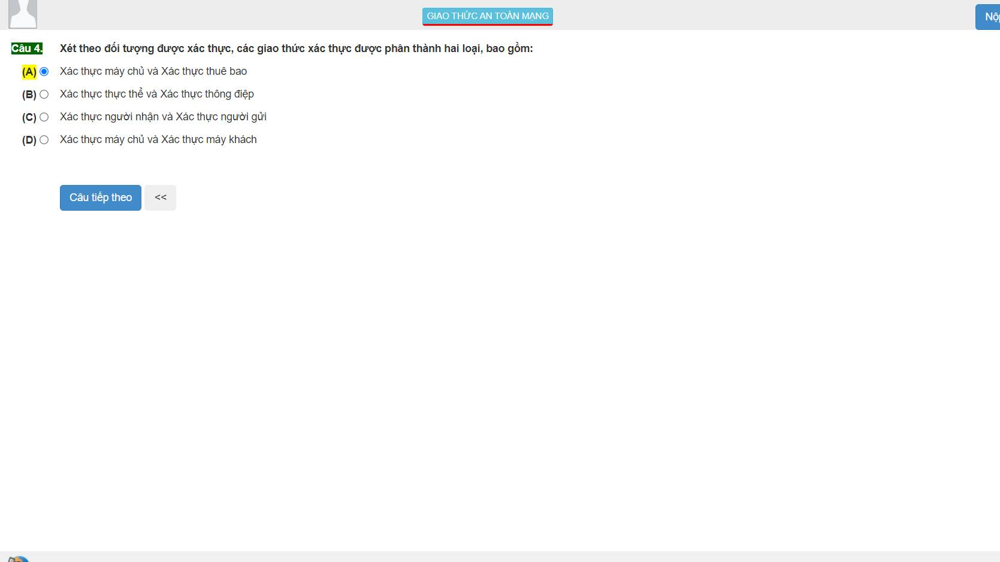 GIAO THỨC AN TOÀN MẠNG
Câu 4. Xét theo đối tượng được xác thực, các giao thức xác thực được phân thành hai loại, bao gồm:
(A) Xác thực máy chủ và Xác thực thuê bao
(B) Xác thực thực thể và Xác thực thông điệp
(C) Xác thực người nhận và Xác thực người gửi
(D) Xác thực máy chủ và Xác thực máy khách
Câu tiếp theo <<